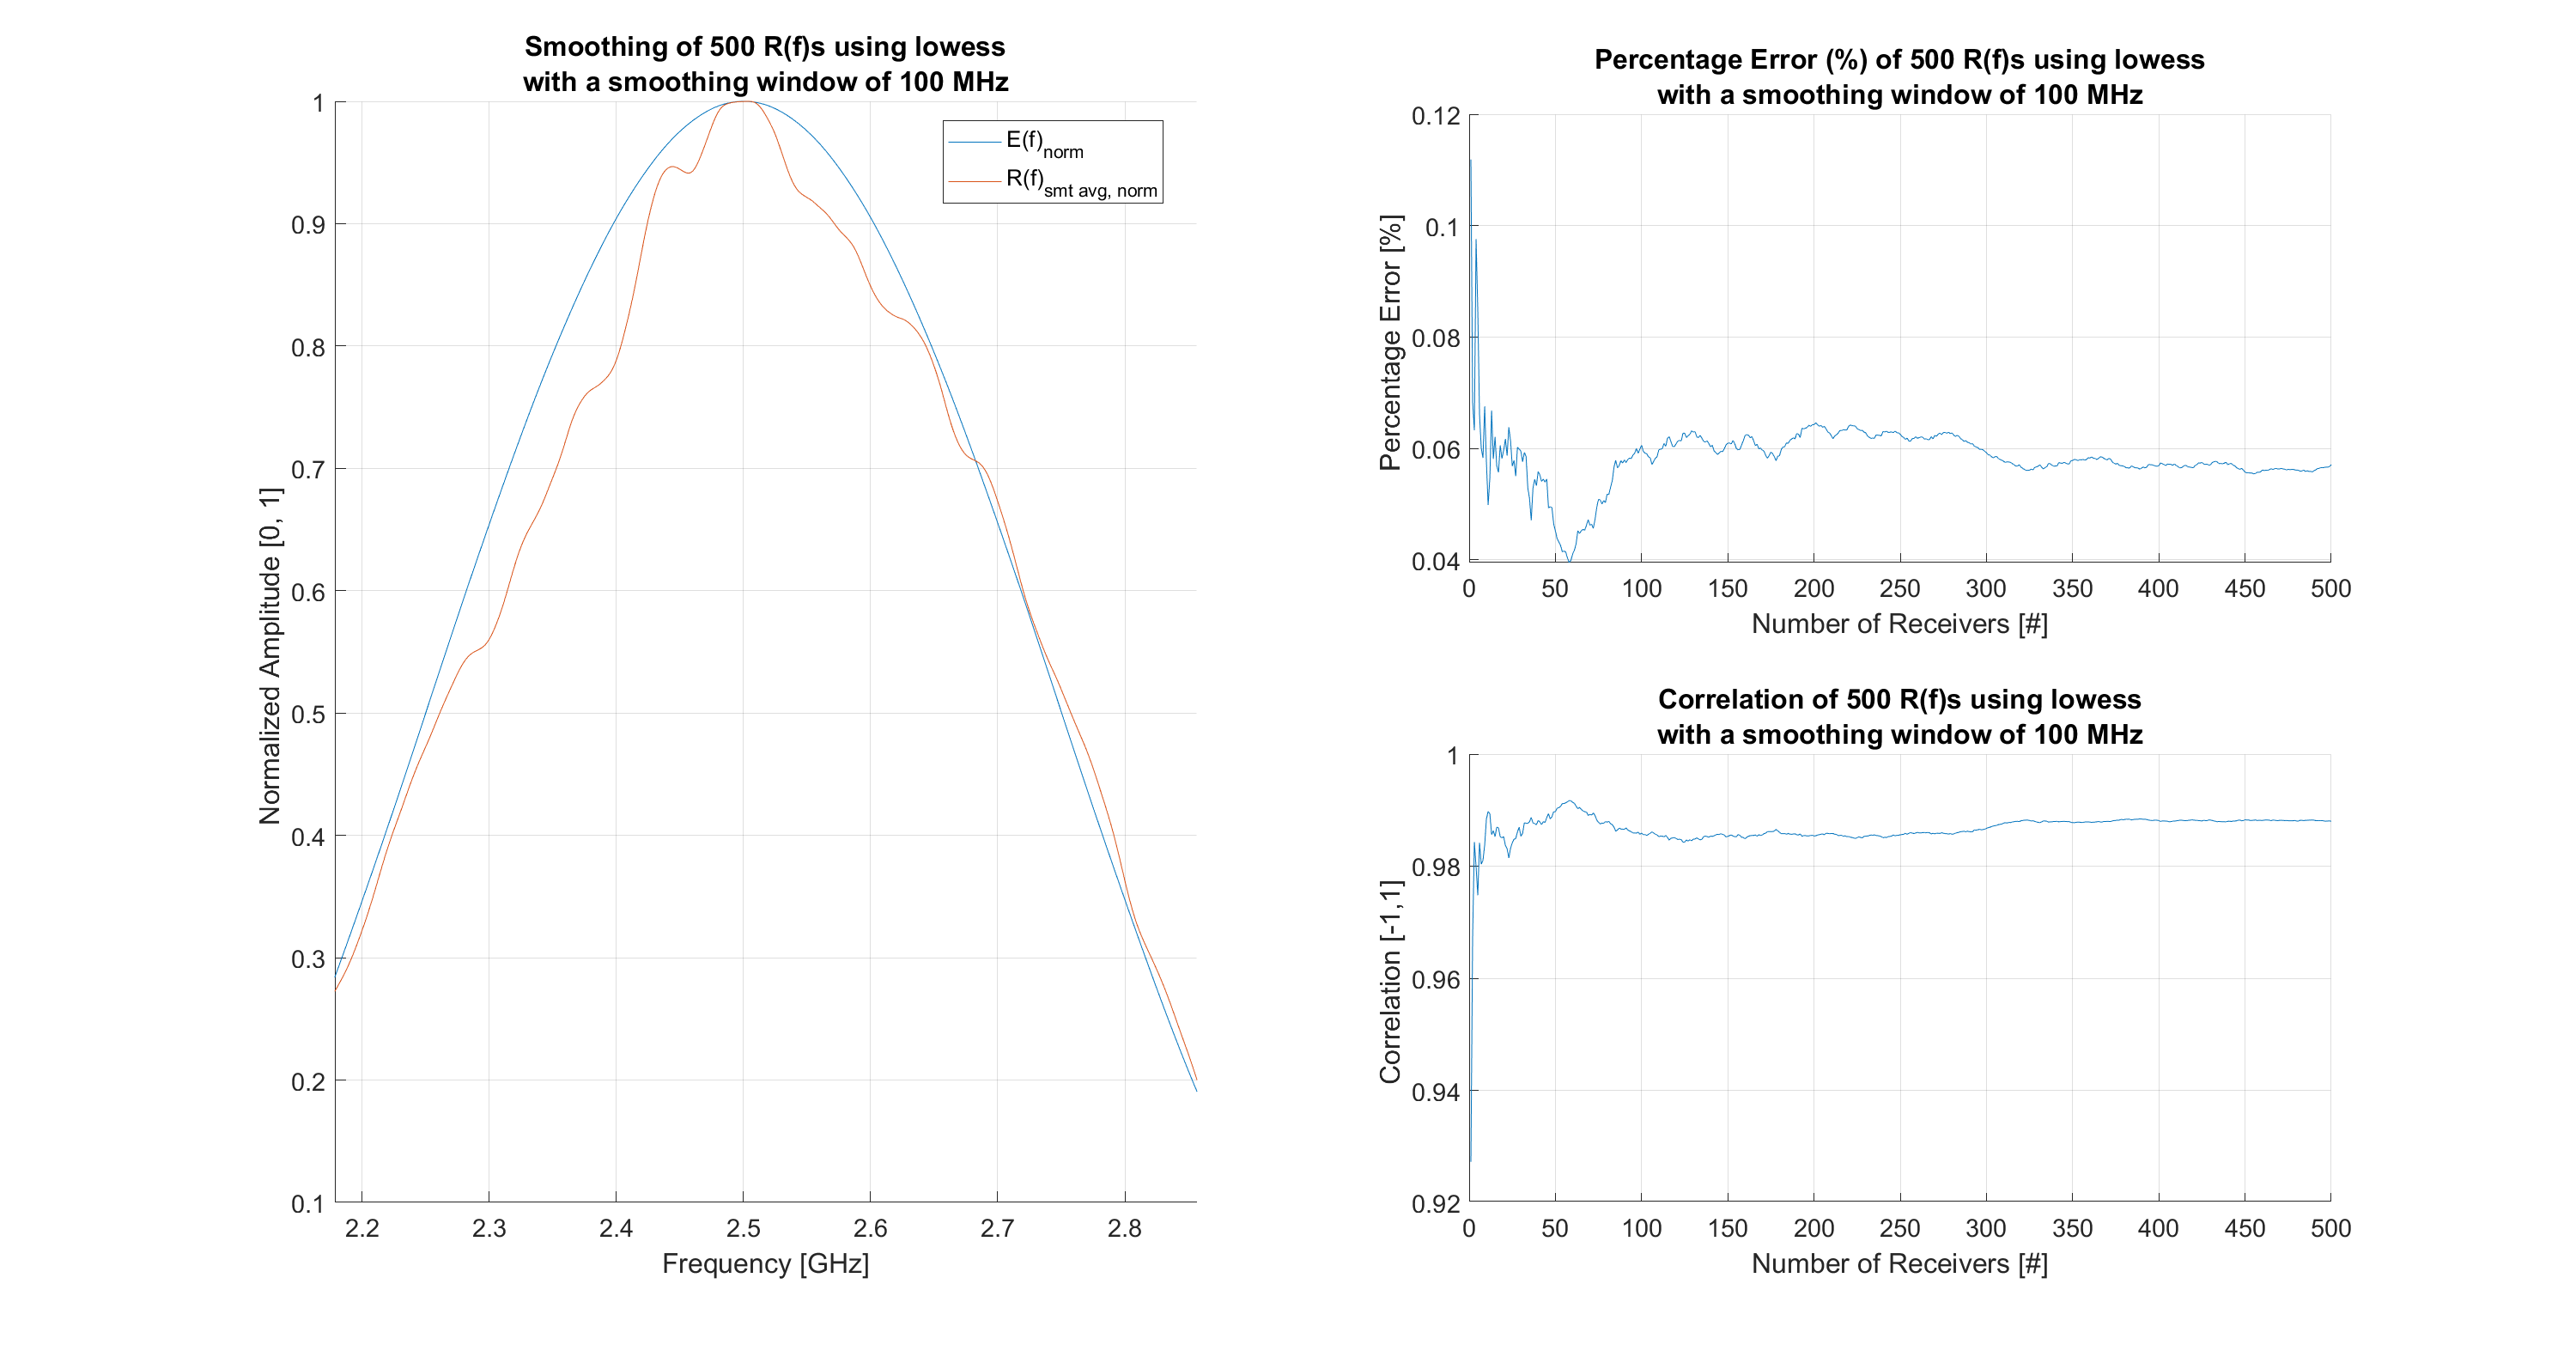 Smoothing of 500 R(f)s using lowess
with a smoothing window of 100 MHz
1
0.9
0.8
0.7
0.6
0.5
0.4
0.3
0.2
0.1
Normalized Amplitude [0, 1]
E(f)norm
R(f)smt avg, norm
2.2 2.3 2.4 2.5 2.6 2.7 2.8
Frequency [GHz]
Percentage Error (%) of 500 R(f)s using lowess
with a smoothing window of 100 MHz
0.12
0.1
0.08
0.06
0.04
Percentage Error [%]
0 50 100 150 200 250 300 350 400 450 500
Number of Receivers [#]
Correlation of 500 R(f)s using lowess
with a smoothing window of 100 MHz
1
0.98
0.96
0.94
0.92
Correlation [-1,1]
0 50 100 150 200 250 300 350 400 450 500
Number of Receivers [#]